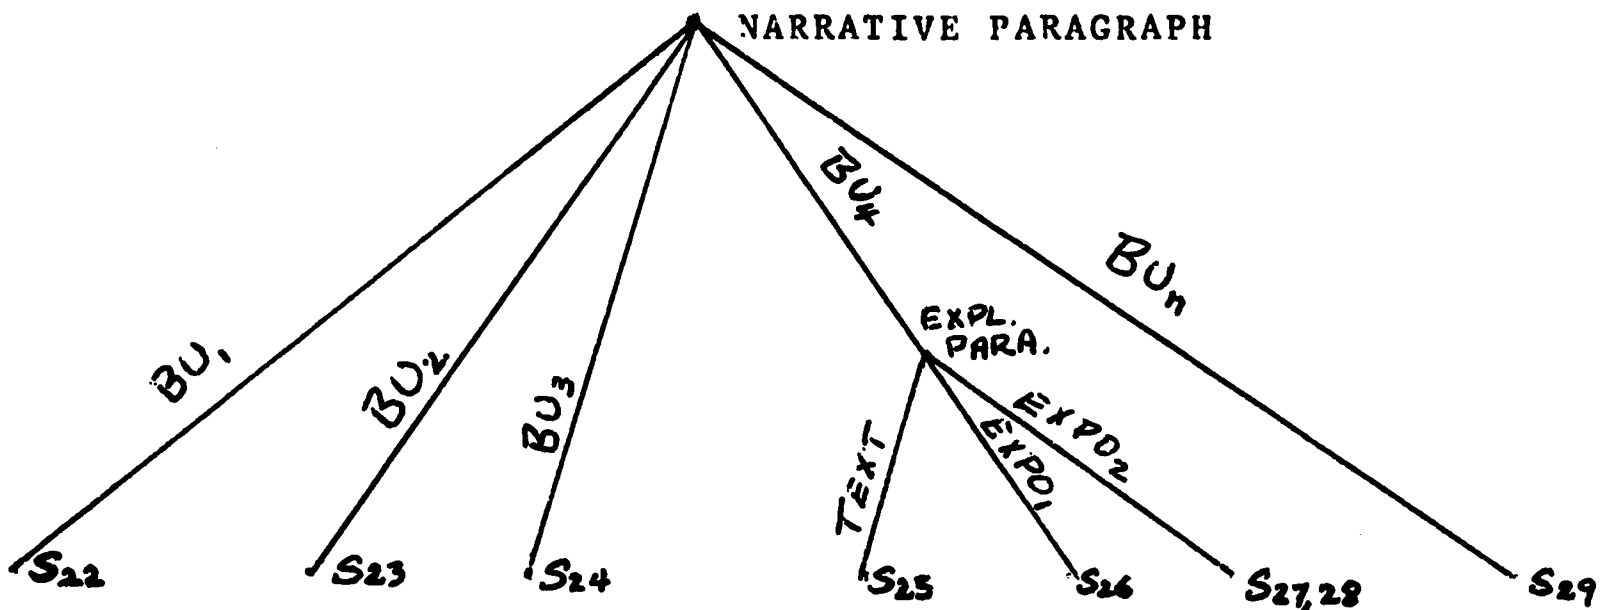 NARRATIVE PARAGRAPH
BU₁
BU₂
BU₃
BU₄
BUₙ
EXPL.
PARA.
TEXT
EXPO₁
EXPO₂
S₂₂
S₂₃
S₂₄
S₂₅
S₂₆
S₂₇,₂₈
S₂₉